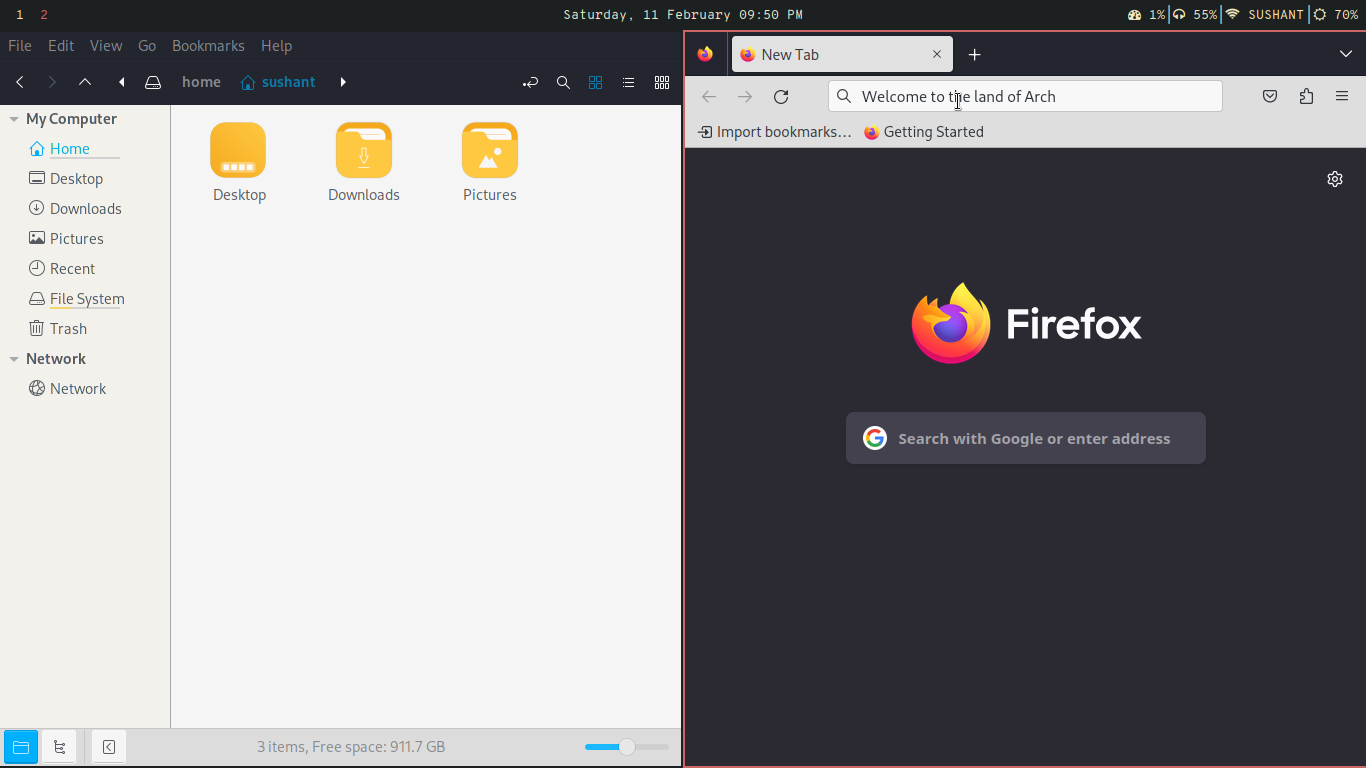 1 2
Saturday, 11 February 09:50 PM
1% 55% SUSHANT 70%
File Edit View Go Bookmarks Help
home sushant
My Computer
Home
Desktop
Downloads
Pictures
Recent
File System
Trash
Network
Network
Desktop Downloads Pictures
3 items, Free space: 911.7 GB
New Tab
Welcome to the land of Arch
Import bookmarks… Getting Started
Firefox
Search with Google or enter address